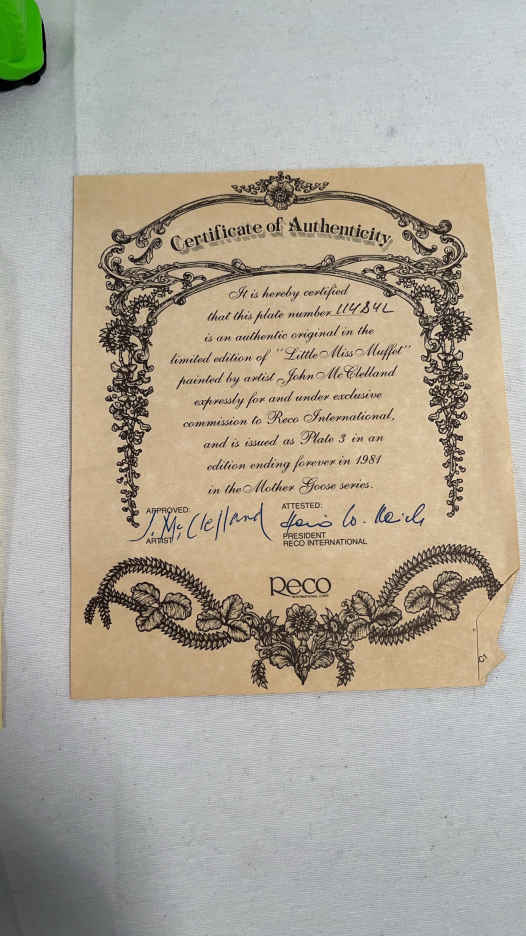 Certificate of Authenticity
It is hereby certified
that this plate number 114B4L
is an authentic original in the
limited edition of "Little Miss Muffet"
painted by artist John McClelland
expressly for and under exclusive
commission to Reco International,
and is issued as Plate 3 in an
edition ending forever in 1981
in the Mother Goose series.
APPROVED:
J. McClelland
ARTIST
ATTESTED:
PRESIDENT
RECO INTERNATIONAL
Reco
C1